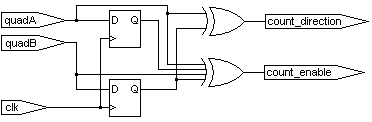 quadA
D Q
count_direction
quadB
count_enable
D Q
clk